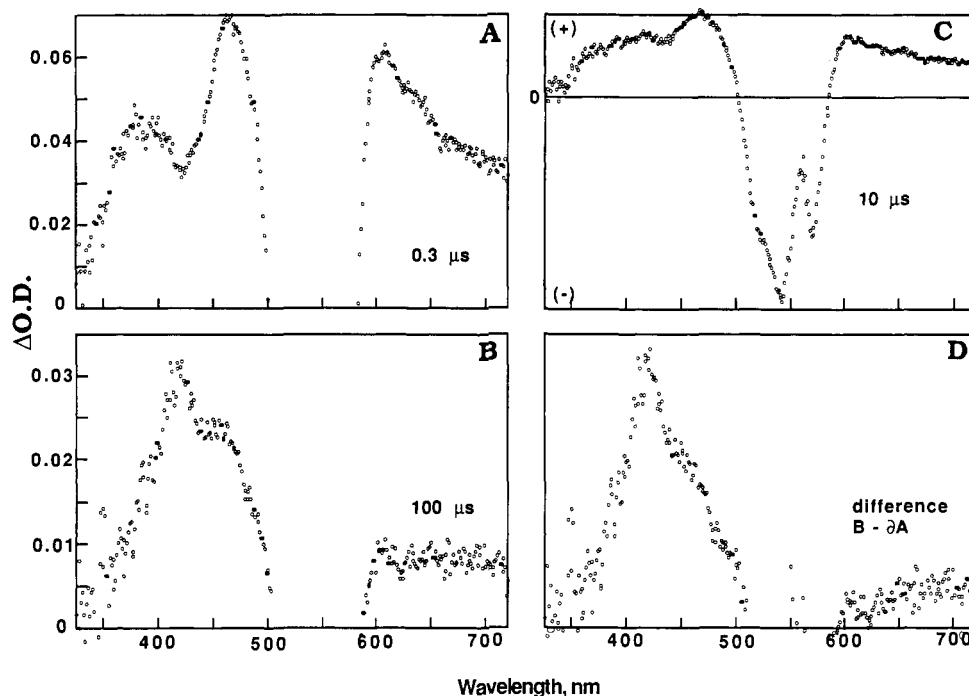 A
0.06
0.04
0.02
0
0.3 μs
ΔO.D.
C
(+)
0
10 μs
(-)
B
0.03
0.02
0.01
0
100 μs
400 500 600 700
D
difference
B - ∂A
400 500 600 700
Wavelength, nm